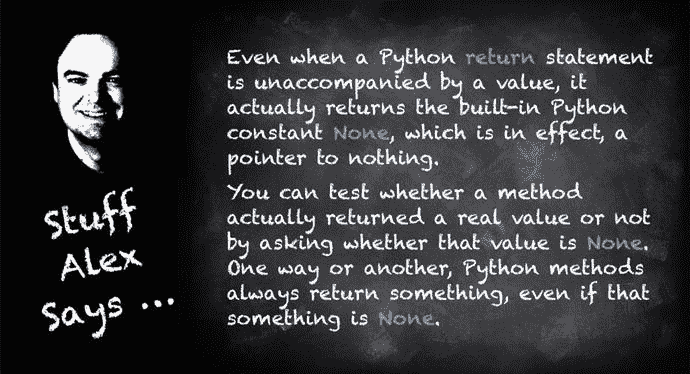 Stuff
Alex
says ...
Even when a Python return statement
is unaccompanied by a value, it
actually returns the built-in Python
constant None, which is in effect, a
pointer to nothing.
You can test whether a method
actually returned a real value or not
by asking whether that value is None.
One way or another, Python methods
always return something, even if that
something is None.